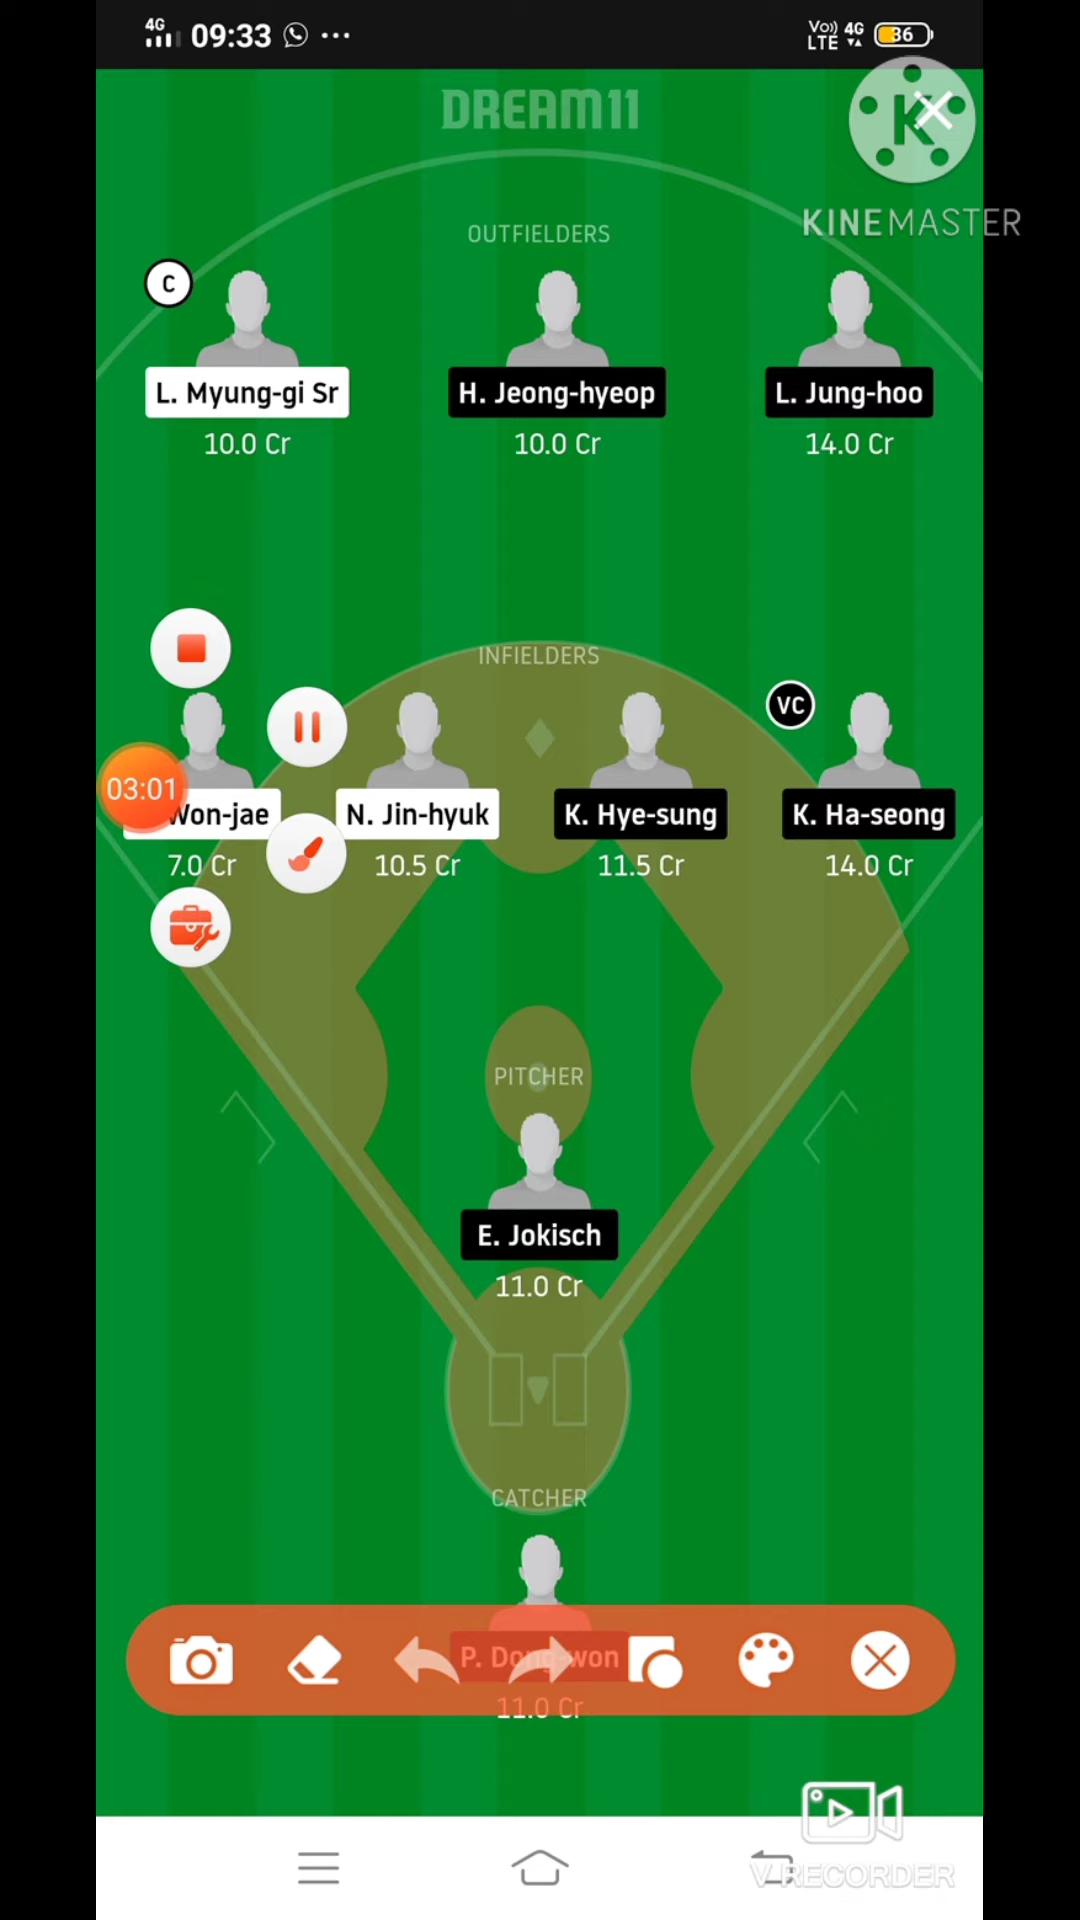 4G 09:33 ... Vo)) LTE 4G 36
DREAM11
K
KINEMASTER
OUTFIELDERS
C
L. Myung-gi Sr H. Jeong-hyeop L. Jung-hoo
10.0 Cr 10.0 Cr 14.0 Cr
INFIELDERS
VC
03:01
Won-jae N. Jin-hyuk K. Hye-sung K. Ha-seong
7.0 Cr 10.5 Cr 11.5 Cr 14.0 Cr
PITCHER
E. Jokisch
11.0 Cr
CATCHER
P. Dong-won
11.0 Cr
V RECORDER